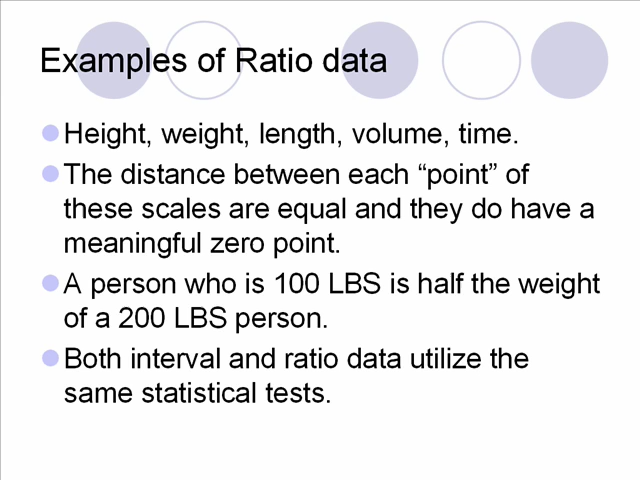 Examples of Ratio data
Height, weight, length, volume, time.
The distance between each “point” of
these scales are equal and they do have a
meaningful zero point.
A person who is 100 LBS is half the weight
of a 200 LBS person.
Both interval and ratio data utilize the
same statistical tests.